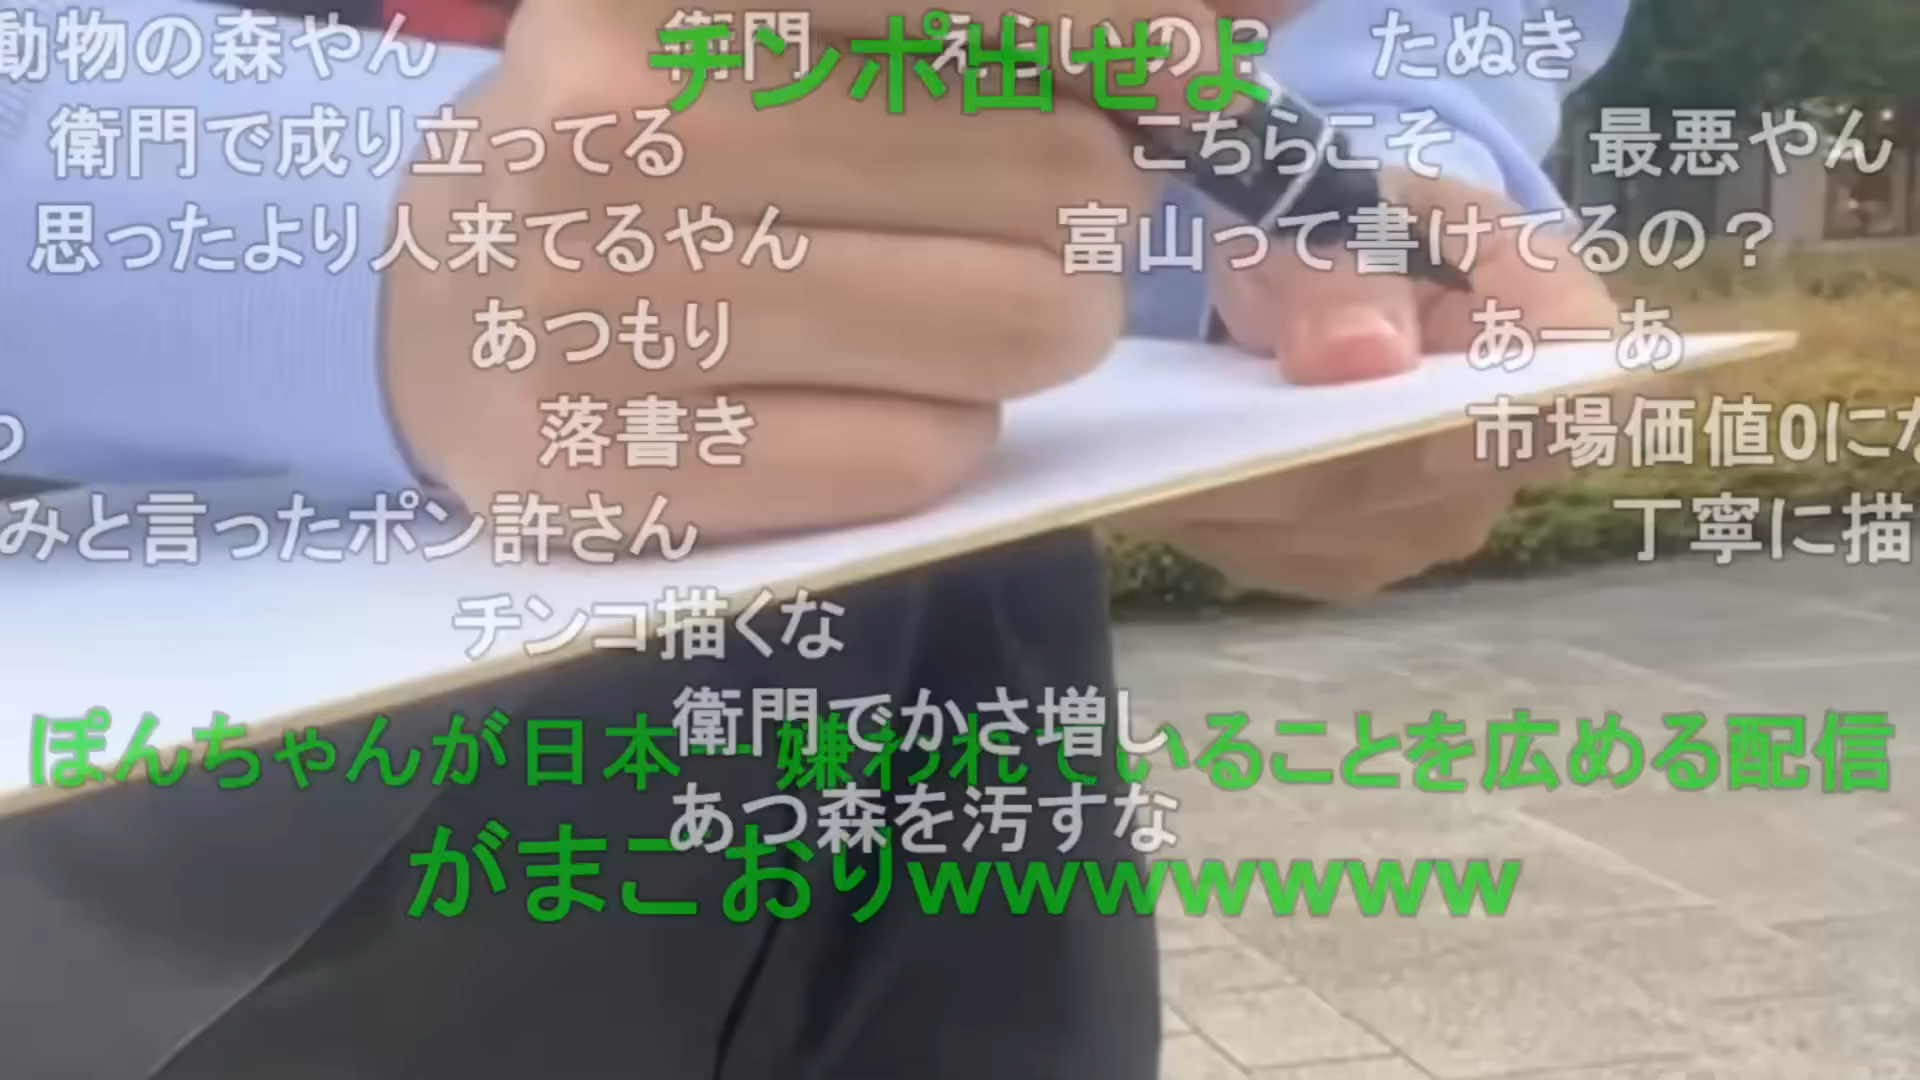 動物の森やん
衛門
えらいの?
たぬき
チンポ出せよ
衛門で成り立ってる
こちらこそ
最悪やん
思ったより人来てるやん
富山って書けてるの?
あつもり
あーあ
落書き
市場価値0にな
みと言ったポン許さん
丁寧に描
チンコ描くな
衛門でかさ増し
ぽんちゃんが日本一嫌われていることを広める配信
あつ森を汚すな
がまごおりwwwwwww